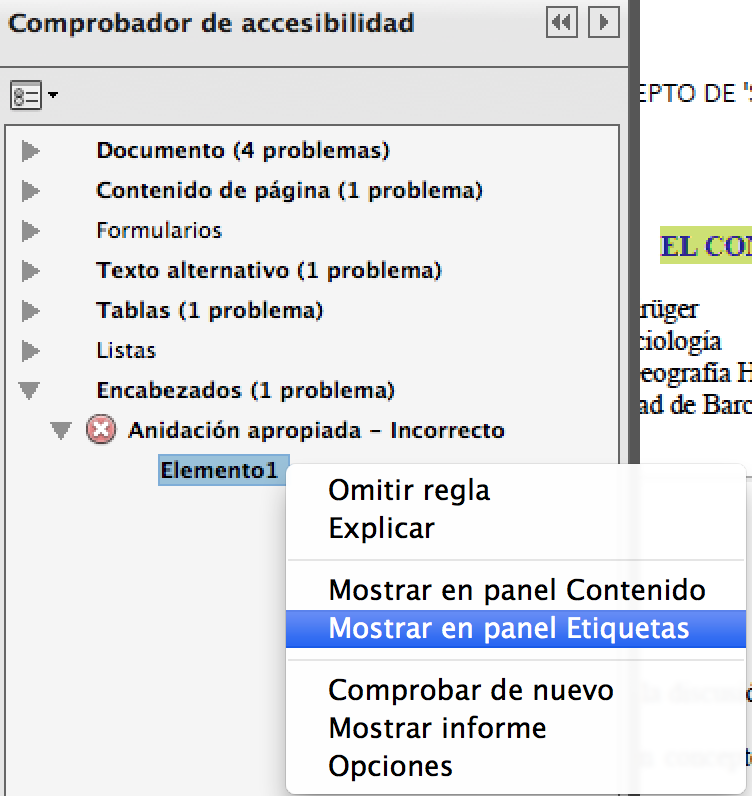 Comprobador de accesibilidad
EPTO DE "S
Documento (4 problemas)
Contenido de página (1 problema)
Formularios
EL CON
Texto alternativo (1 problema)
Tablas (1 problema)
rüger
ciología
Listas
eografía H
Encabezados (1 problema)
ad de Barc
Anidación apropiada – Incorrecto
Elemento1
Omitir regla
Explicar
Mostrar en panel Contenido
Mostrar en panel Etiquetas
Comprobar de nuevo
Mostrar informe
Opciones